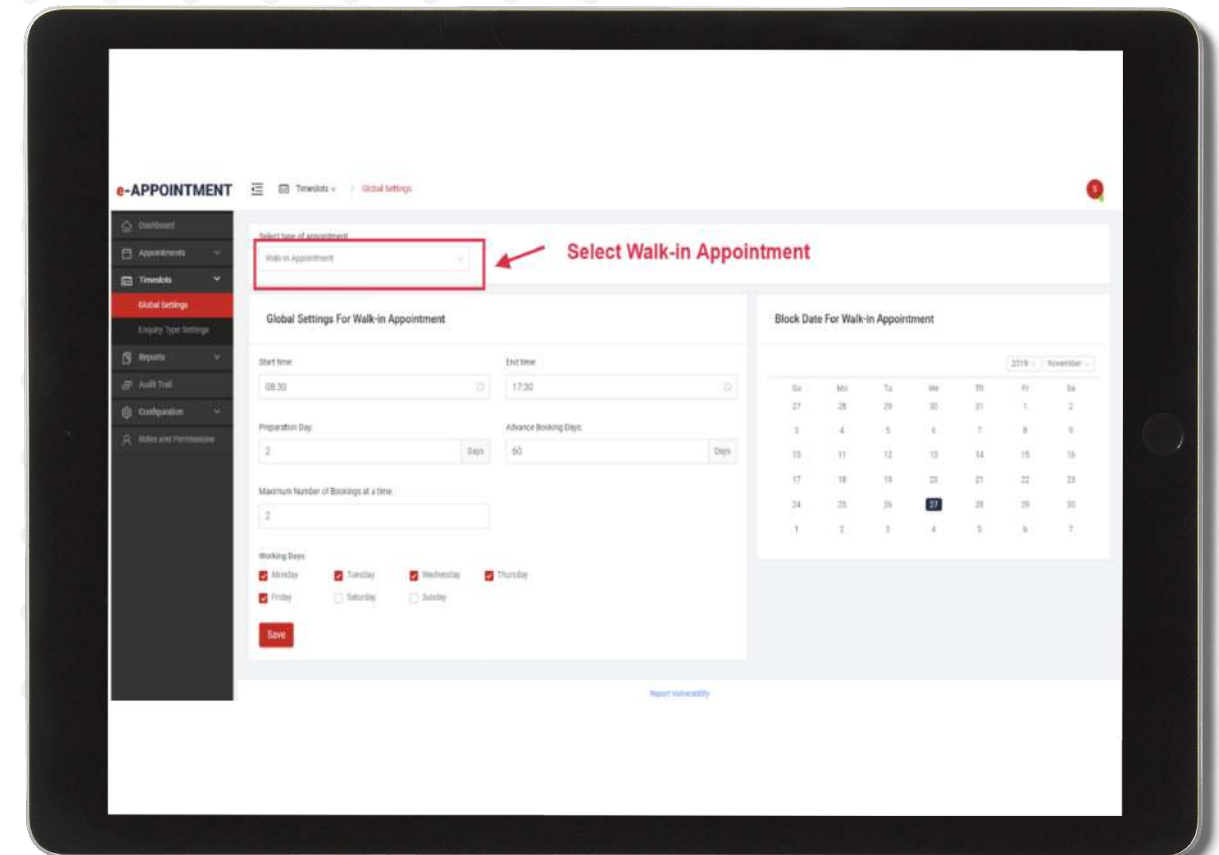 e-APPOINTMENT
Timeslots / Global Settings
S
Dashboard
Appointments
Timeslots
Global Settings
Enquiry Type Settings
Reports
Audit Trail
Configuration
Roles and Permissions
Select type of appointment
Walk-in Appointment
Select Walk-in Appointment
Global Settings For Walk-in Appointment
Start time:
End time:
08:30
17:30
Preparation Day:
Advance Booking Days:
2 Days
60 Days
Maximum Number of Bookings at a time:
2
Working Days:
Monday Tuesday Wednesday Thursday
Friday Saturday Sunday
Save
Block Date For Walk-in Appointment
2019 November
Su Mo Tu We Th Fr Sa
27 28 29 30 31 1 2
3 4 5 6 7 8 9
10 11 12 13 14 15 16
17 18 19 20 21 22 23
24 25 26 27 28 29 30
1 2 3 4 5 6 7
Report Vulnerability